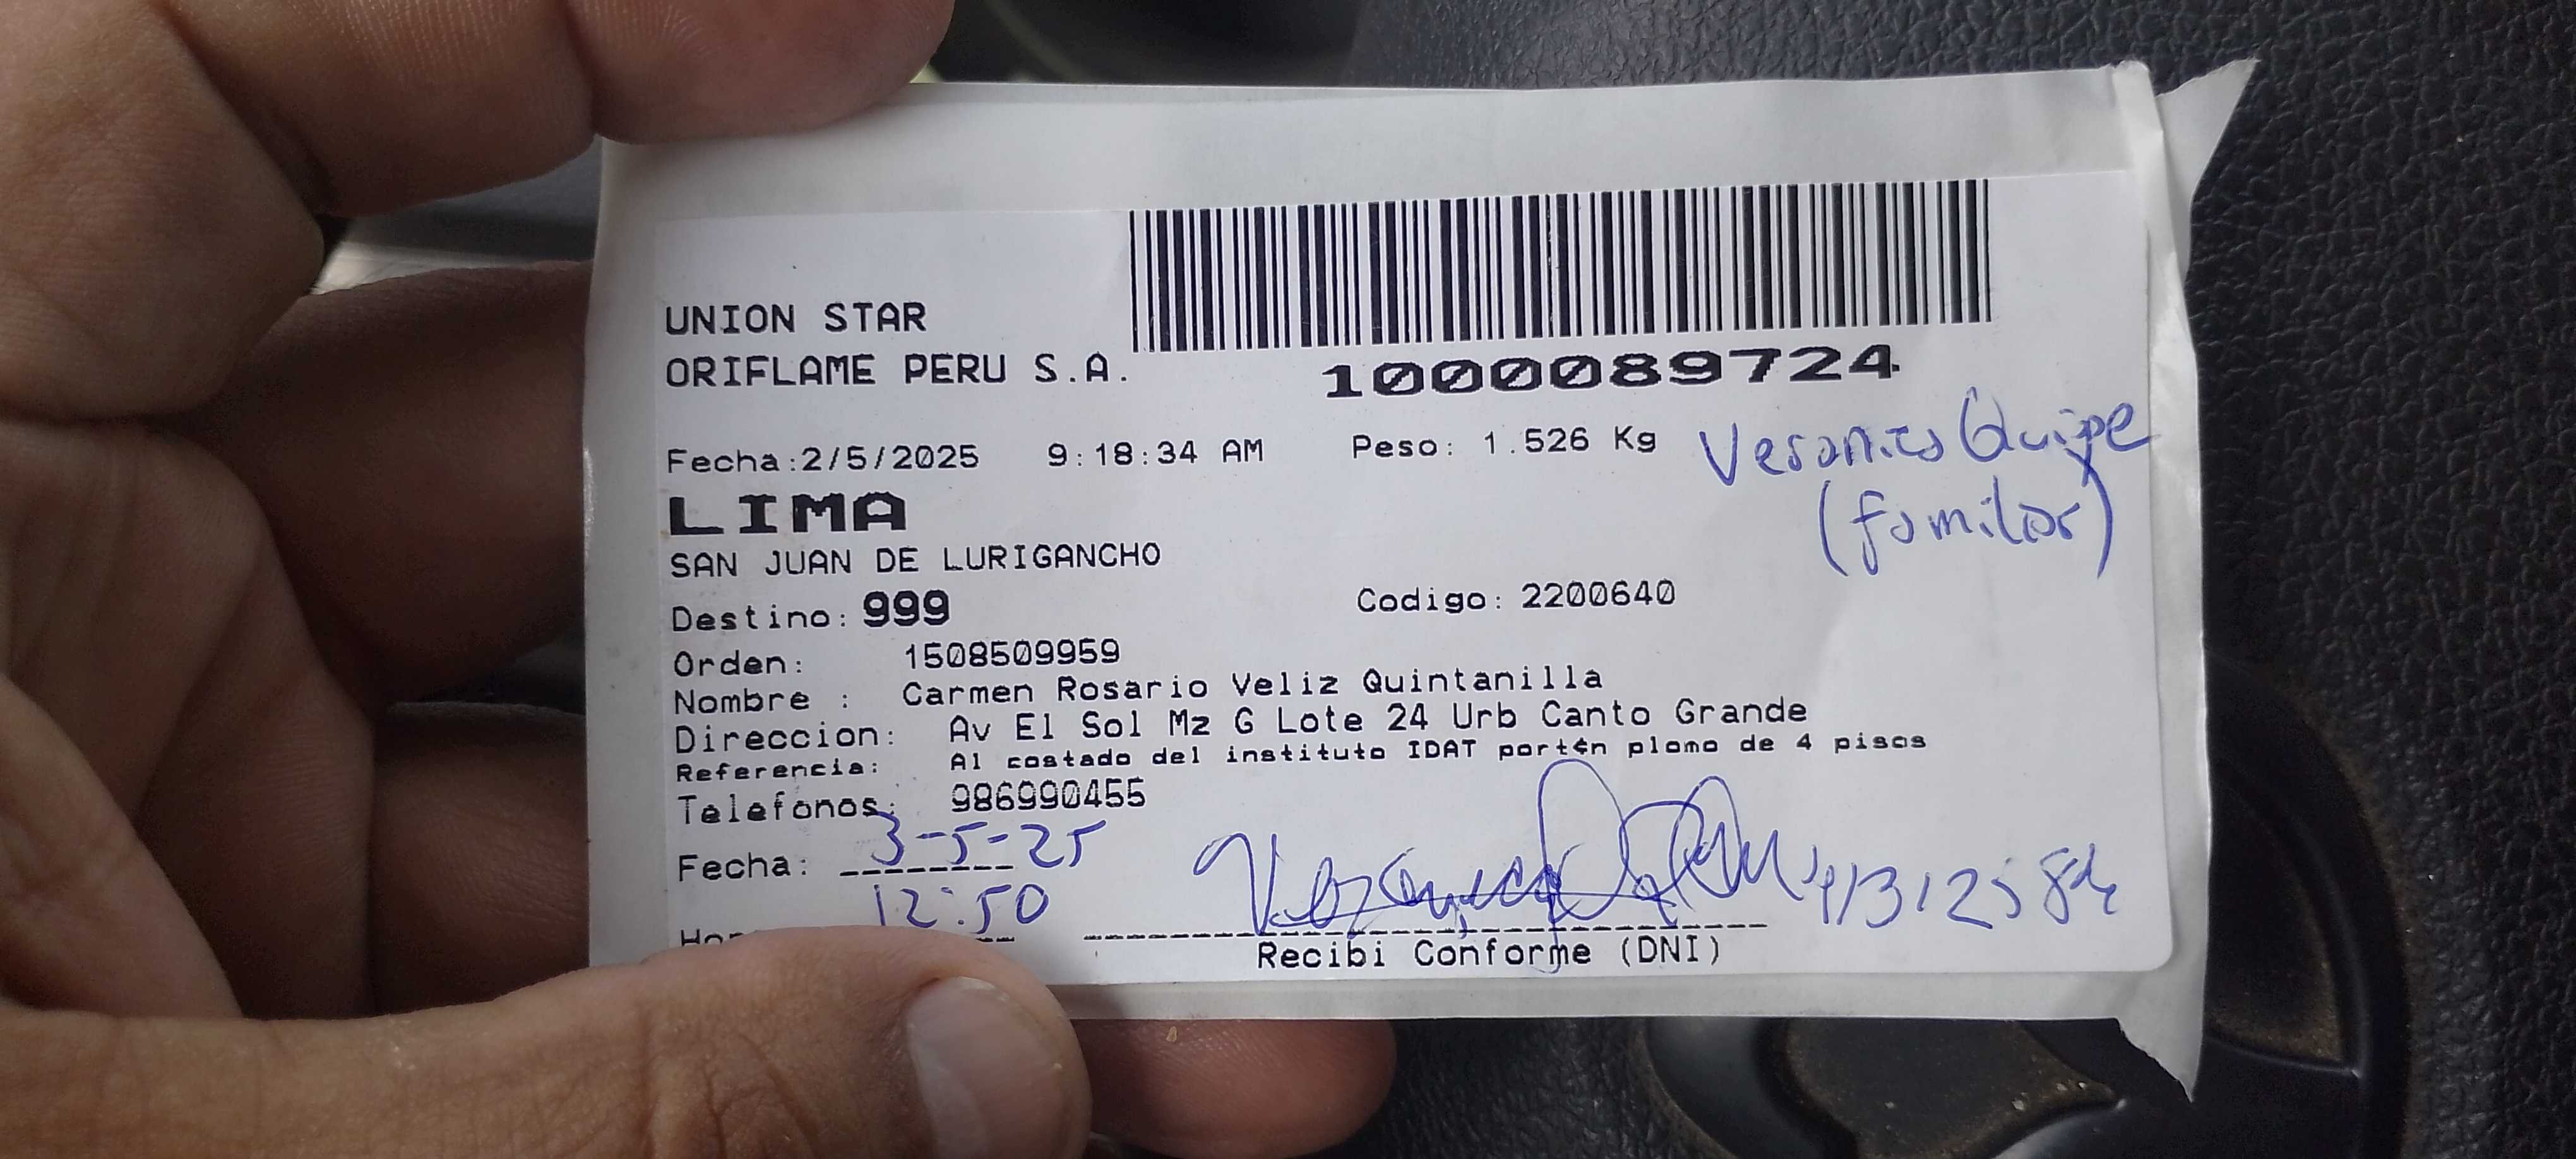 UNION STAR
ORIFLAME PERU S.A.
1000089724
Fecha:2/5/2025 9:18:34 AM Peso: 1.526 Kg
Veronica Quispe
(familiar)
LIMA
SAN JUAN DE LURIGANCHO
Destino: 999 Codigo: 2200640
Orden: 1508509959
Nombre : Carmen Rosario Veliz Quintanilla
Direccion: Av El Sol Mz G Lote 24 Urb Canto Grande
Referencia: Al costado del instituto IDAT port¢n plomo de 4 pisos
Telefonos: 986990455
Fecha: 3-5-25
12:50
Recibi Conforme (DNI)